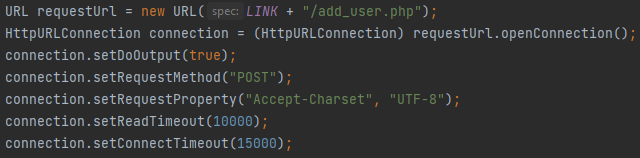 URL requestUrl = new URL( spec: LINK + "/add_user.php");
HttpURLConnection connection = (HttpURLConnection) requestUrl.openConnection();
connection.setDoOutput(true);
connection.setRequestMethod("POST");
connection.setRequestProperty("Accept-Charset", "UTF-8");
connection.setReadTimeout(10000);
connection.setConnectTimeout(15000);